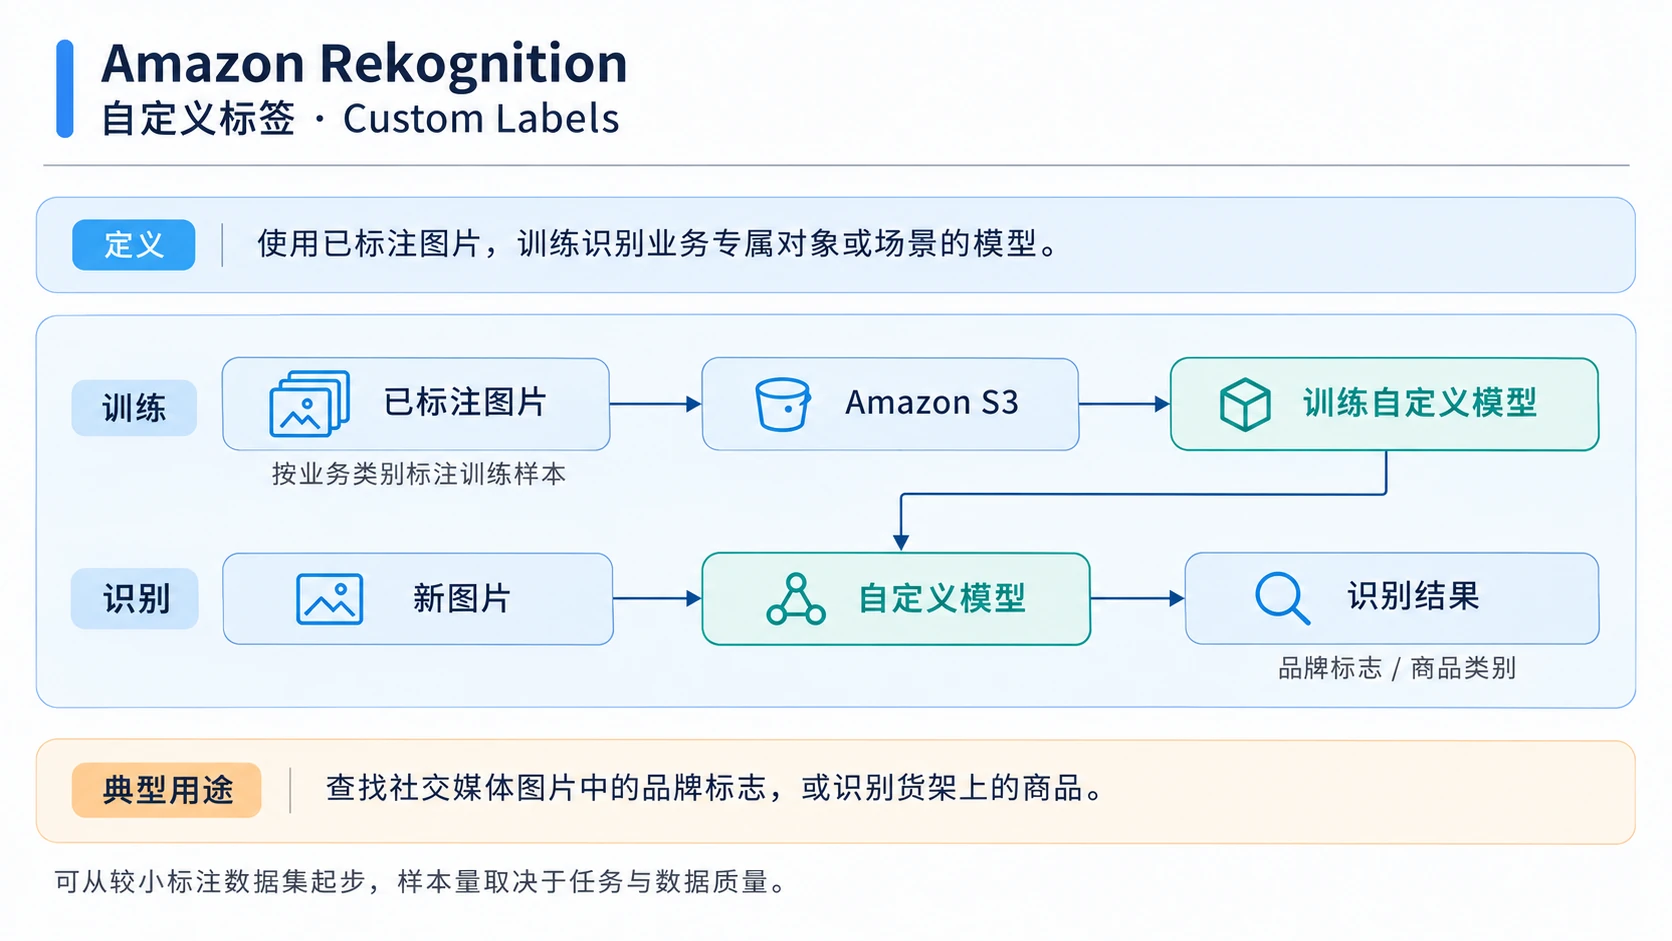 Amazon Rekognition
自定义标签 · Custom Labels
定义
使用已标注图片，训练识别业务专属对象或场景的模型。
训练
已标注图片
Amazon S3
训练自定义模型
按业务类别标注训练样本
识别
新图片
自定义模型
识别结果
品牌标志 / 商品类别
典型用途
查找社交媒体图片中的品牌标志，或识别货架上的商品。
可从较小标注数据集起步，样本量取决于任务与数据质量。